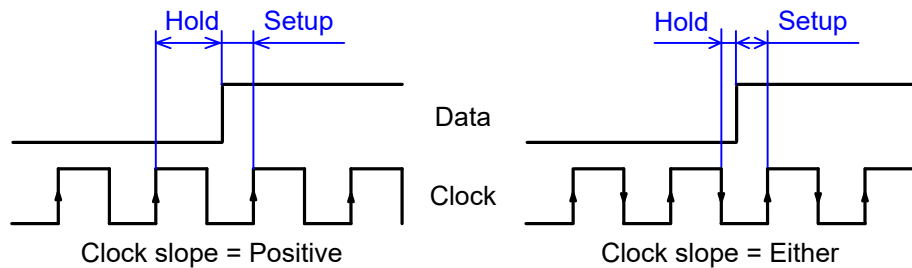 Hold Setup
Hold Setup
Data
Clock
Clock slope = Positive
Clock slope = Either